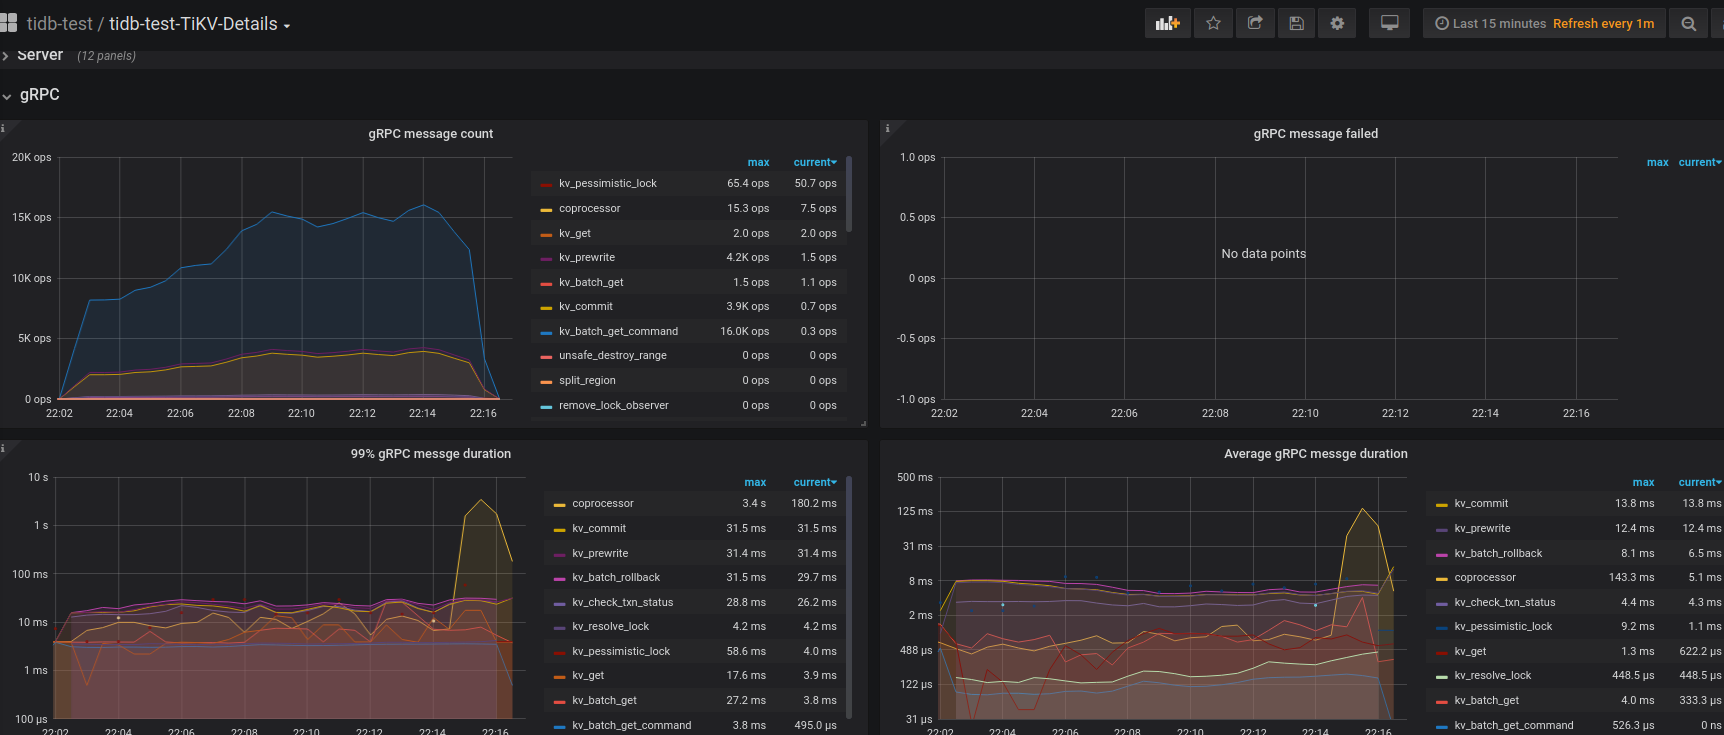 tidb-test / tidb-test-TiKV-Details
Last 15 minutes Refresh every 1m
Server (12 panels)
gRPC
gRPC message count
20K ops
15K ops
10K ops
5K ops
0 ops
22:02 22:04 22:06 22:08 22:10 22:12 22:14 22:16
max current
kv_pessimistic_lock 65.4 ops 50.7 ops
coprocessor 15.3 ops 7.5 ops
kv_get 2.0 ops 2.0 ops
kv_prewrite 4.2K ops 1.5 ops
kv_batch_get 1.5 ops 1.1 ops
kv_commit 3.9K ops 0.7 ops
kv_batch_get_command 16.0K ops 0.3 ops
unsafe_destroy_range 0 ops 0 ops
split_region 0 ops 0 ops
remove_lock_observer 0 ops 0 ops
gRPC message failed
1.0 ops
0.5 ops
0 ops
-0.5 ops
-1.0 ops
No data points
22:02 22:04 22:06 22:08 22:10 22:12 22:14 22:16
max current
99% gRPC messge duration
10 s
1 s
100 ms
10 ms
1 ms
100 µs
22:02 22:04 22:06 22:08 22:10 22:12 22:14 22:16
max current
coprocessor 3.4 s 180.2 ms
kv_commit 31.5 ms 31.5 ms
kv_prewrite 31.4 ms 31.4 ms
kv_batch_rollback 31.5 ms 29.7 ms
kv_check_txn_status 28.8 ms 26.2 ms
kv_resolve_lock 4.2 ms 4.2 ms
kv_pessimistic_lock 58.6 ms 4.0 ms
kv_get 17.6 ms 3.9 ms
kv_batch_get 27.2 ms 3.8 ms
kv_batch_get_command 3.8 ms 495.0 µs
Average gRPC messge duration
500 ms
125 ms
31 ms
8 ms
2 ms
488 µs
122 µs
31 µs
22:02 22:04 22:06 22:08 22:10 22:12 22:14 22:16
max current
kv_commit 13.8 ms 13.8 ms
kv_prewrite 12.4 ms 12.4 ms
kv_batch_rollback 8.1 ms 6.5 ms
coprocessor 143.3 ms 5.1 ms
kv_check_txn_status 4.4 ms 4.3 ms
kv_pessimistic_lock 9.2 ms 1.1 ms
kv_get 1.3 ms 622.2 µs
kv_resolve_lock 448.5 µs 448.5 µs
kv_batch_get 4.0 ms 333.3 µs
kv_batch_get_command 526.3 µs 0 ns